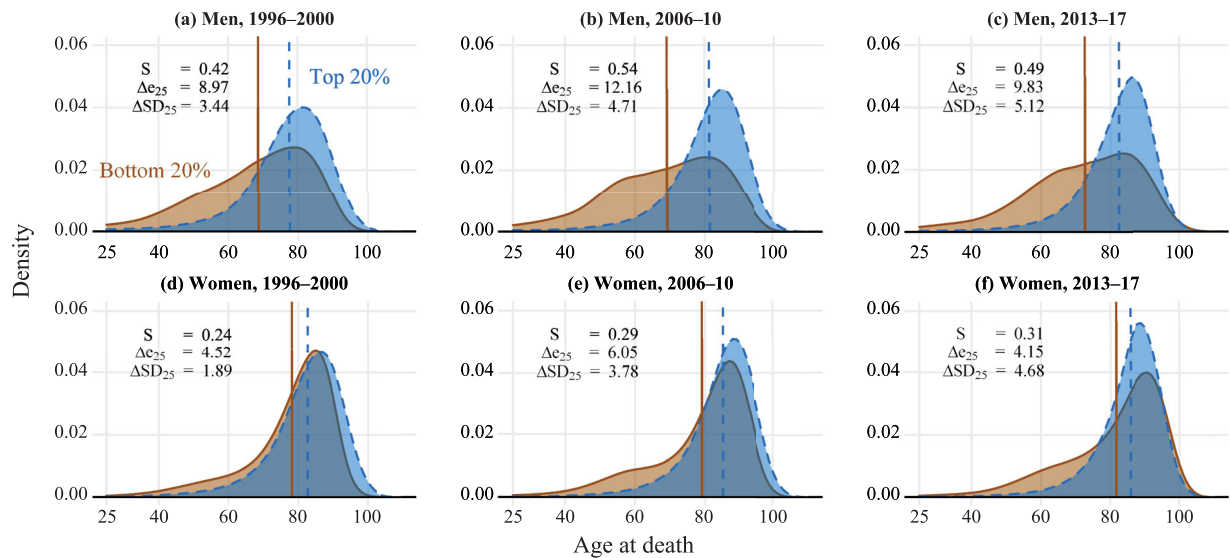 (a) Men, 1996–2000
(b) Men, 2006–10
(c) Men, 2013–17
0.06
0.04
0.02
0.00
S = 0.42
Δe25 = 8.97
ΔSD25 = 3.44
Top 20%
Bottom 20%
25 40 60 80 100
0.06
0.04
0.02
0.00
S = 0.54
Δe25 = 12.16
ΔSD25 = 4.71
25 40 60 80 100
0.06
0.04
0.02
0.00
S = 0.49
Δe25 = 9.83
ΔSD25 = 5.12
25 40 60 80 100
Density
(d) Women, 1996–2000
(e) Women, 2006–10
(f) Women, 2013–17
0.06
0.04
0.02
0.00
S = 0.24
Δe25 = 4.52
ΔSD25 = 1.89
25 40 60 80 100
0.06
0.04
0.02
0.00
S = 0.29
Δe25 = 6.05
ΔSD25 = 3.78
25 40 60 80 100
0.06
0.04
0.02
0.00
S = 0.31
Δe25 = 4.15
ΔSD25 = 4.68
25 40 60 80 100
Age at death